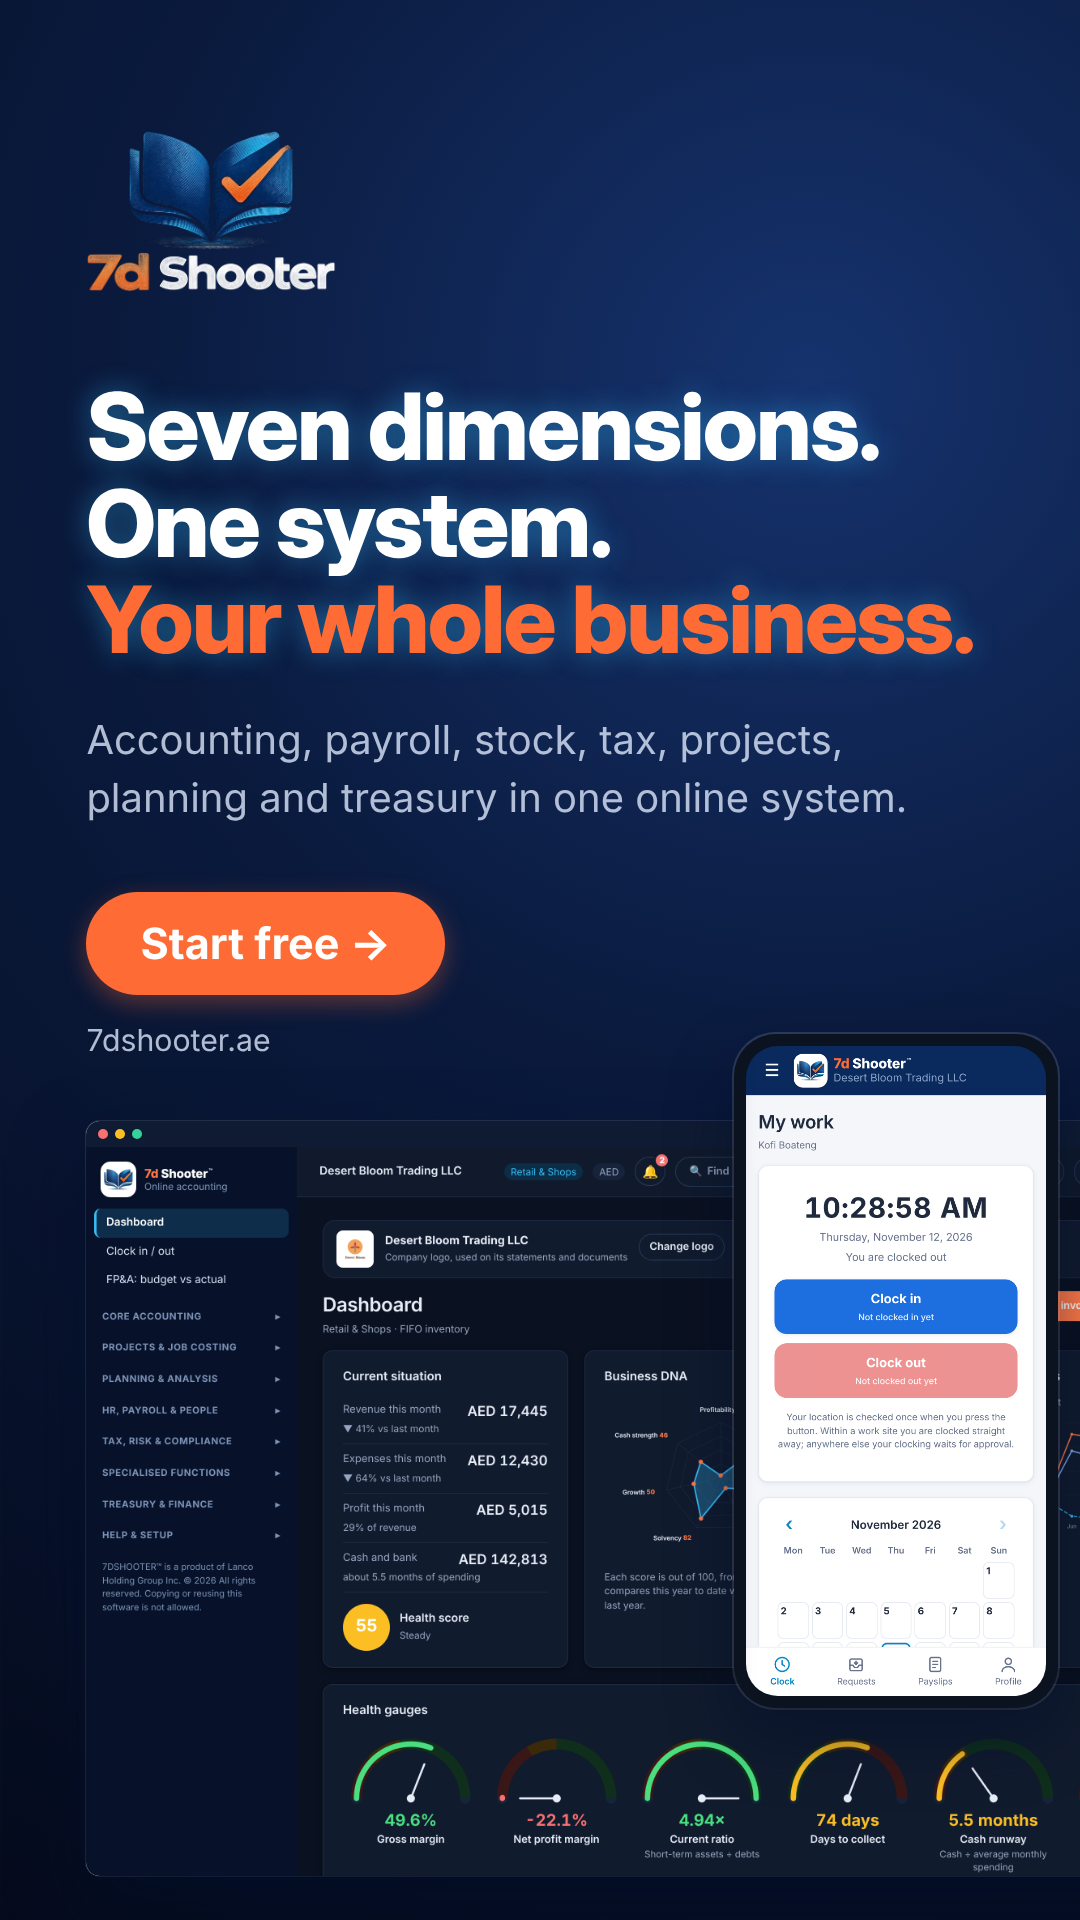 7d Shooter
Seven dimensions.
One system.
Your whole business.
Accounting, payroll, stock, tax, projects,
planning and treasury in one online system.
Start free →
7dshooter.ae
7d Shooter™
Online accounting
Dashboard
Clock in / out
FP&A: budget vs actual
CORE ACCOUNTING
PROJECTS & JOB COSTING
PLANNING & ANALYSIS
HR, PAYROLL & PEOPLE
TAX, RISK & COMPLIANCE
SPECIALISED FUNCTIONS
TREASURY & FINANCE
HELP & SETUP
7DSHOOTER™ is a product of Lanco
Holding Group Inc. © 2026 All rights
reserved. Copying or reusing this
software is not allowed.
Desert Bloom Trading LLC
Retail & Shops
AED
2
Find
Desert Bloom Trading LLC
Company logo, used on its statements and documents
Change logo
Dashboard
Retail & Shops · FIFO inventory
Current situation
Revenue this month AED 17,445
▼ 41% vs last month
Expenses this month AED 12,430
▼ 64% vs last month
Profit this month AED 5,015
29% of revenue
Cash and bank AED 142,813
about 5.5 months of spending
55
Health score
Steady
Business DNA
Profitability
Cash strength 46
Growth 50
Solvency 82
Each score is out of 100, from
compares this year to date w
last year.
Health gauges
49.6%
Gross margin
-22.1%
Net profit margin
4.94×
Current ratio
Short-term assets ÷ debts
74 days
Days to collect
5.5 months
Cash runway
Cash ÷ average monthly
spending
7d Shooter™
Desert Bloom Trading LLC
My work
Kofi Boateng
10:28:58 AM
Thursday, November 12, 2026
You are clocked out
Clock in
Not clocked in yet
Clock out
Not clocked out yet
Your location is checked once when you press the
button. Within a work site you are clocked straight
away; anywhere else your clocking waits for approval.
‹ November 2026 ›
Mon Tue Wed Thu Fri Sat Sun
1
2 3 4 5 6 7 8
Clock Requests Payslips Profile